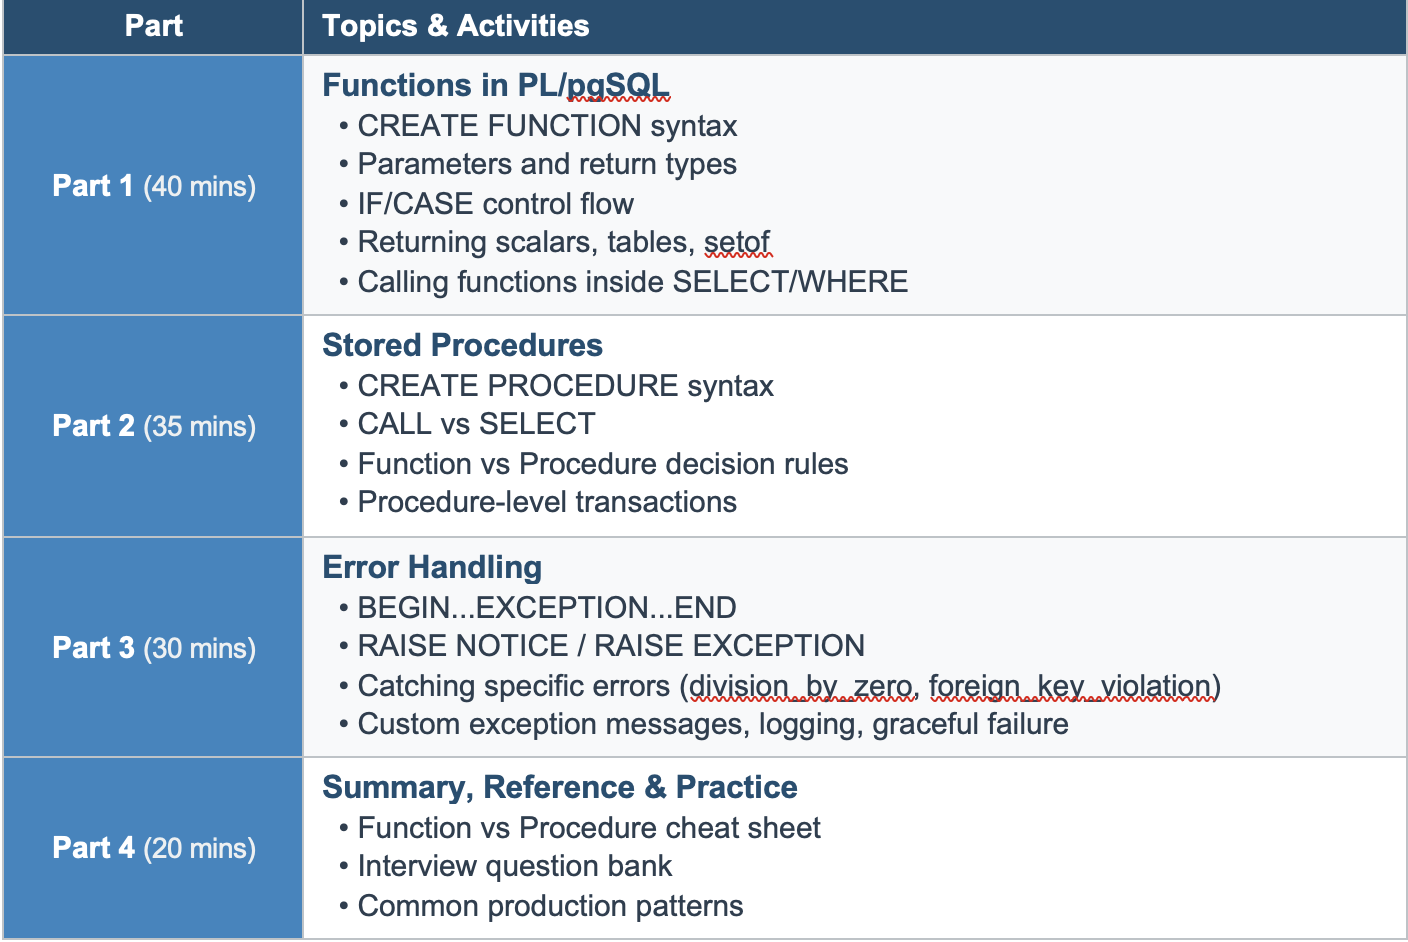 Part
Topics & Activities
Part 1 (40 mins)
Functions in PL/pgSQL
• CREATE FUNCTION syntax
• Parameters and return types
• IF/CASE control flow
• Returning scalars, tables, setof
• Calling functions inside SELECT/WHERE
Part 2 (35 mins)
Stored Procedures
• CREATE PROCEDURE syntax
• CALL vs SELECT
• Function vs Procedure decision rules
• Procedure-level transactions
Part 3 (30 mins)
Error Handling
• BEGIN...EXCEPTION...END
• RAISE NOTICE / RAISE EXCEPTION
• Catching specific errors (division_by_zero, foreign_key_violation)
• Custom exception messages, logging, graceful failure
Part 4 (20 mins)
Summary, Reference & Practice
• Function vs Procedure cheat sheet
• Interview question bank
• Common production patterns